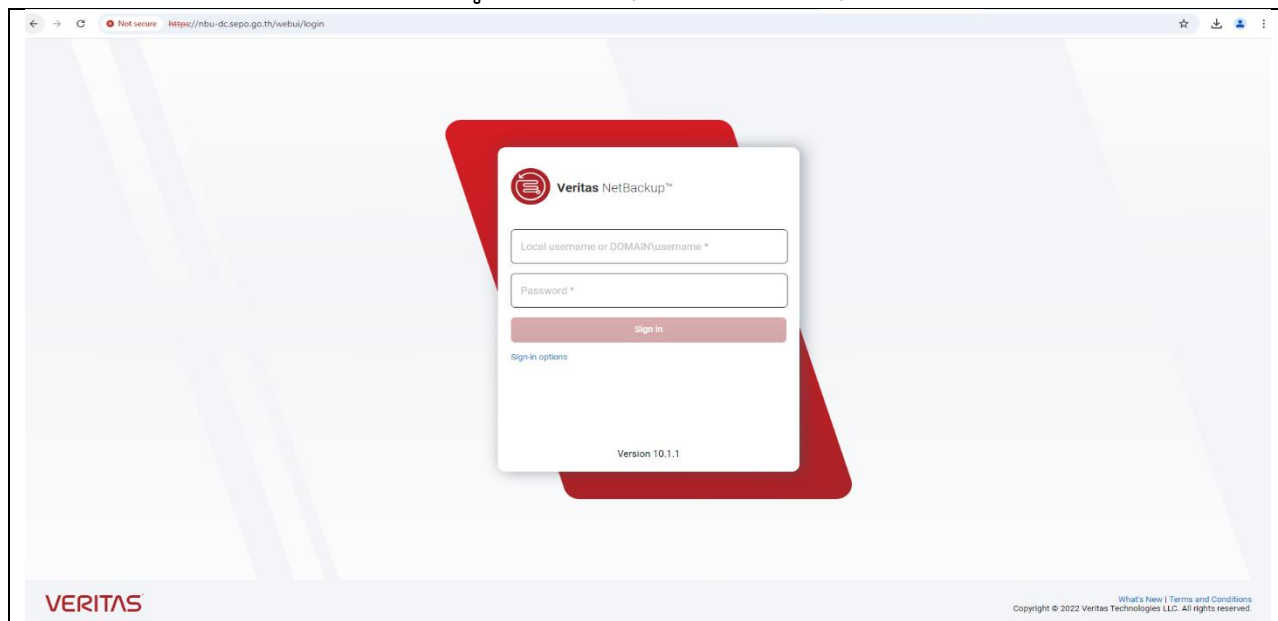 Not secure https://nbu-dc.sepo.go.th/webui/login
Veritas NetBackup™
Local username or DOMAIN\username *
Password *
Sign in
Sign-in options
Version 10.1.1
VERITAS
What's New | Terms and Conditions
Copyright © 2022 Veritas Technologies LLC. All rights reserved.